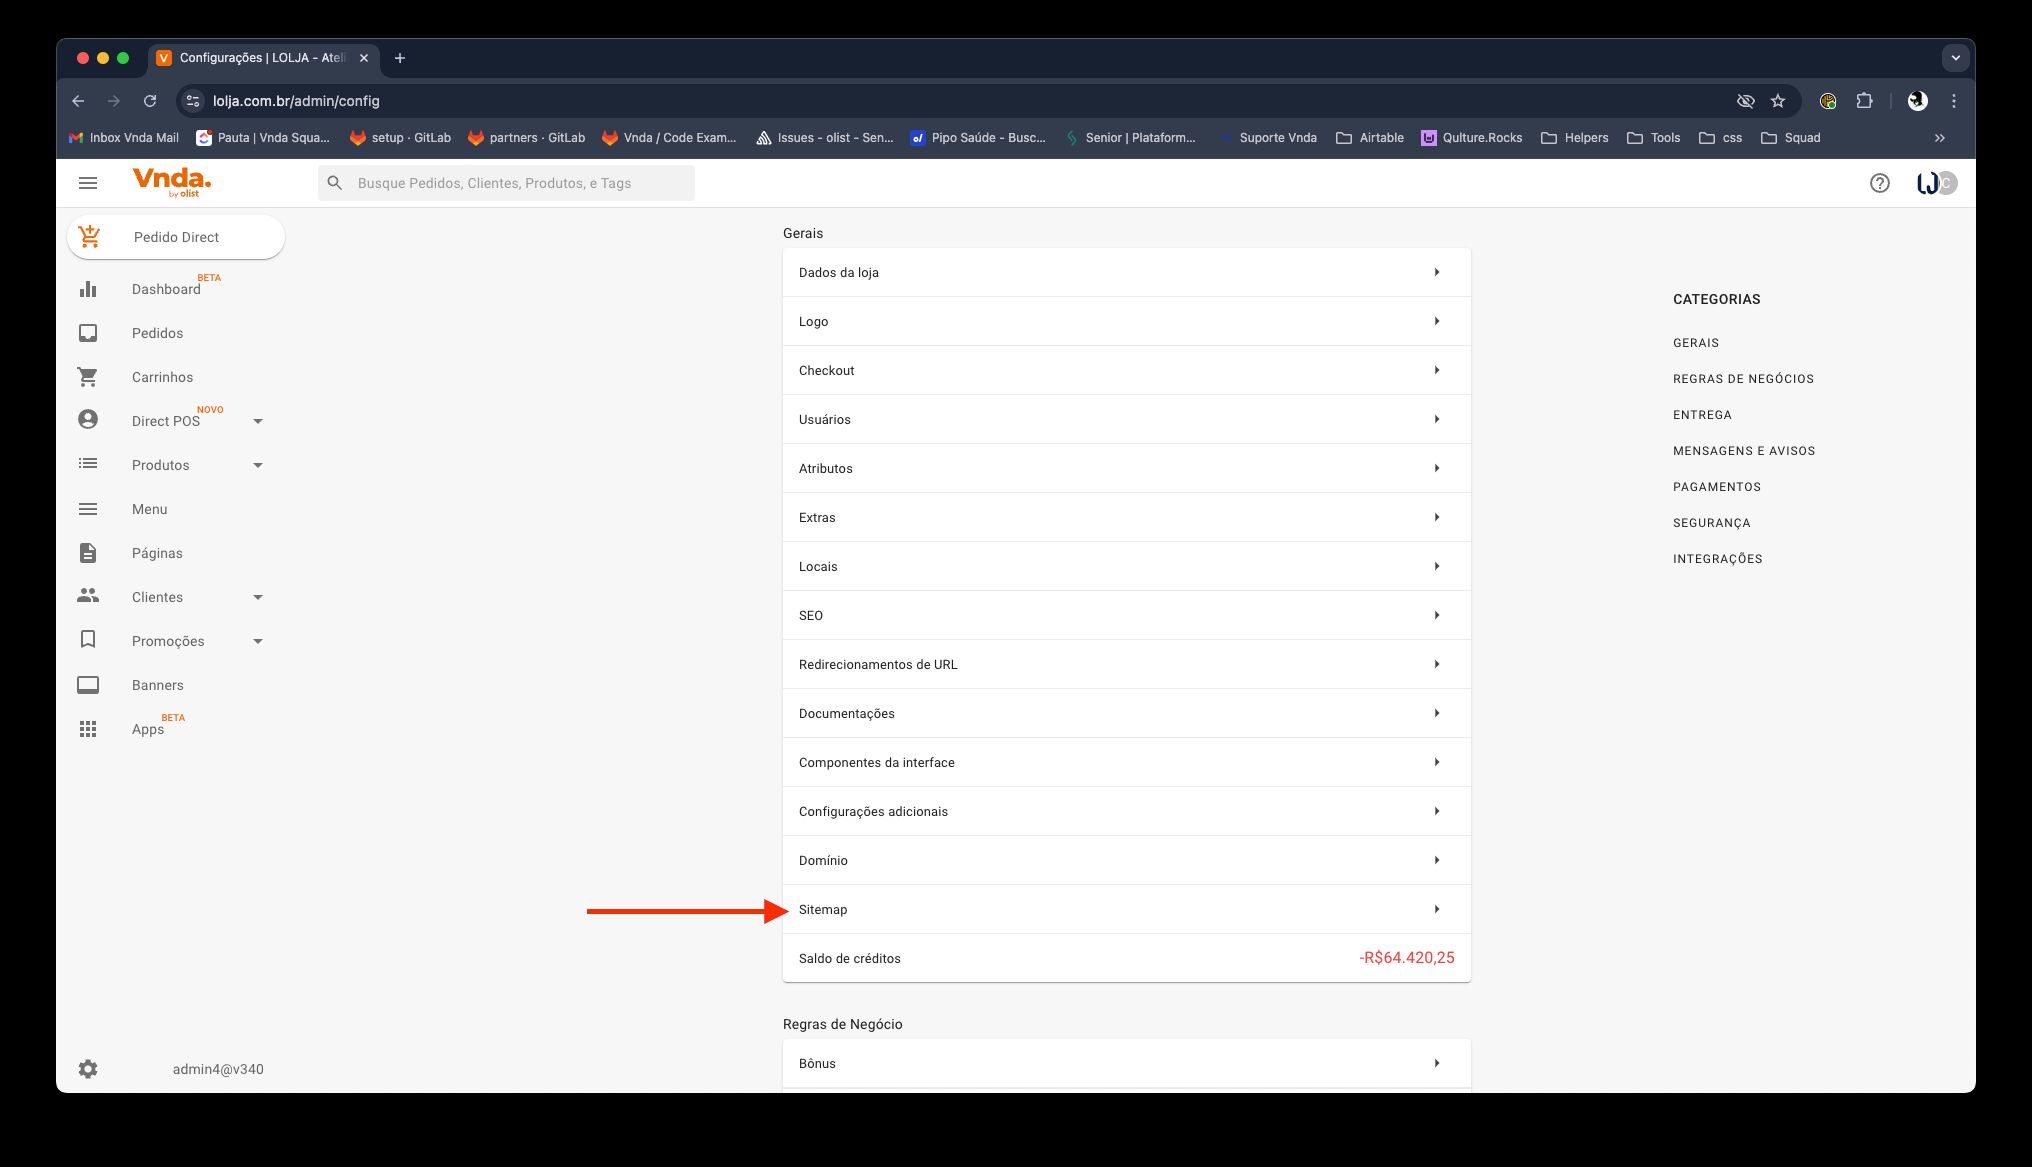 Configurações | LOLJA - Ateli
lolja.com.br/admin/config
Inbox Vnda Mail
Pauta | Vnda Squa...
setup · GitLab
partners · GitLab
Vnda / Code Exam...
Issues - olist - Sen...
Pipo Saúde - Busc...
Senior | Plataform...
Suporte Vnda
Airtable
Qulture.Rocks
Helpers
Tools
css
Squad
Vnda.
by olist
Busque Pedidos, Clientes, Produtos, e Tags
Pedido Direct
Dashboard BETA
Pedidos
Carrinhos
Direct POS NOVO
Produtos
Menu
Páginas
Clientes
Promoções
Banners
Apps BETA
admin4@v340
Gerais
Dados da loja
Logo
Checkout
Usuários
Atributos
Extras
Locais
SEO
Redirecionamentos de URL
Documentações
Componentes da interface
Configurações adicionais
Domínio
Sitemap
Saldo de créditos -R$64.420,25
Regras de Negócio
Bônus
CATEGORIAS
GERAIS
REGRAS DE NEGÓCIOS
ENTREGA
MENSAGENS E AVISOS
PAGAMENTOS
SEGURANÇA
INTEGRAÇÕES